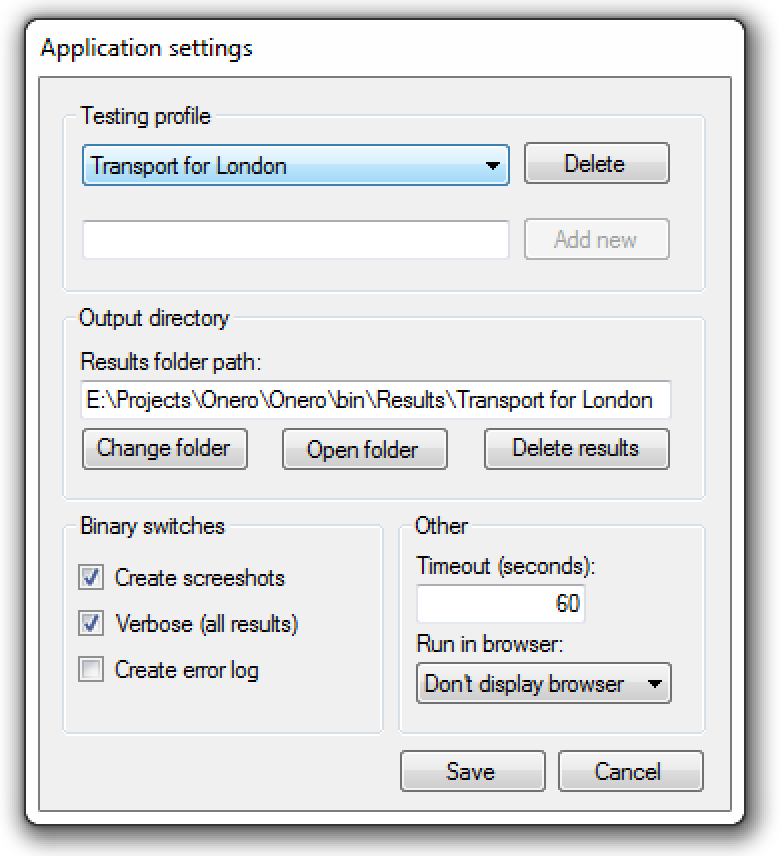 Application settings
Testing profile
Transport for London
Delete
Add new
Output directory
Results folder path:
E:\Projects\Onero\Onero\bin\Results\Transport for London
Change folder
Open folder
Delete results
Binary switches
Create screeshots
Verbose (all results)
Create error log
Other
Timeout (seconds):
60
Run in browser:
Don't display browser
Save
Cancel